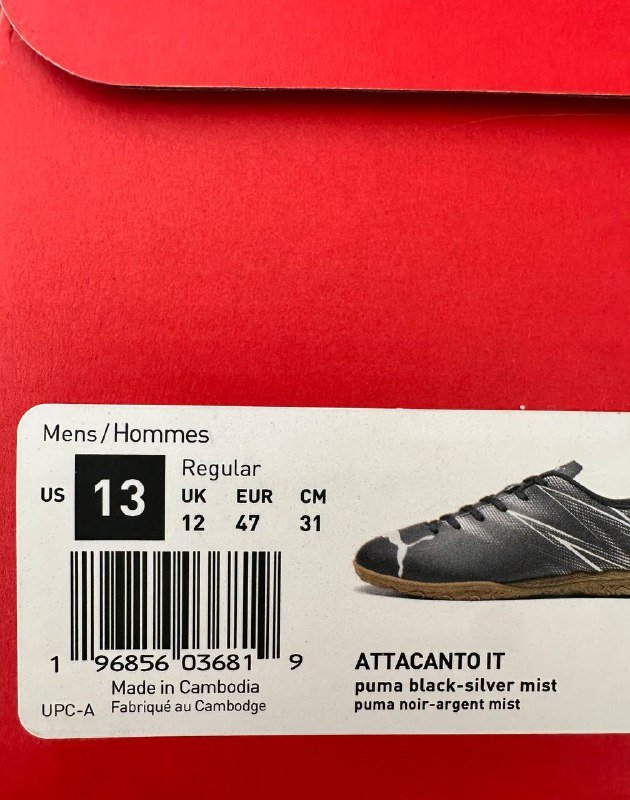 Mens/Hommes
Regular
US 13 UK EUR CM
12 47 31
1 96856 03681 9
Made in Cambodia
UPC-A Fabriqué au Cambodge
ATTACANTO IT
puma black-silver mist
puma noir-argent mist